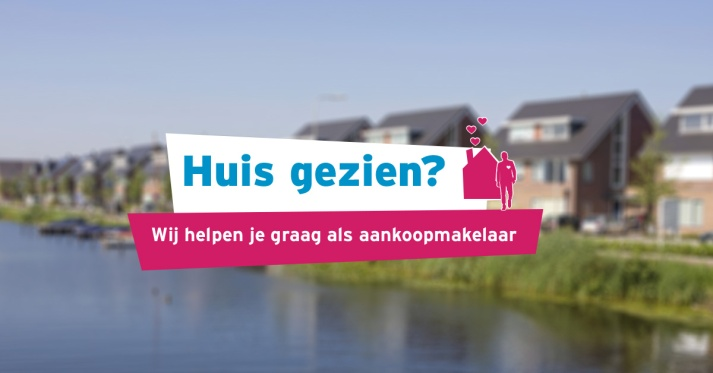 Huis gezien?
Wij helpen je graag als aankoopmakelaar